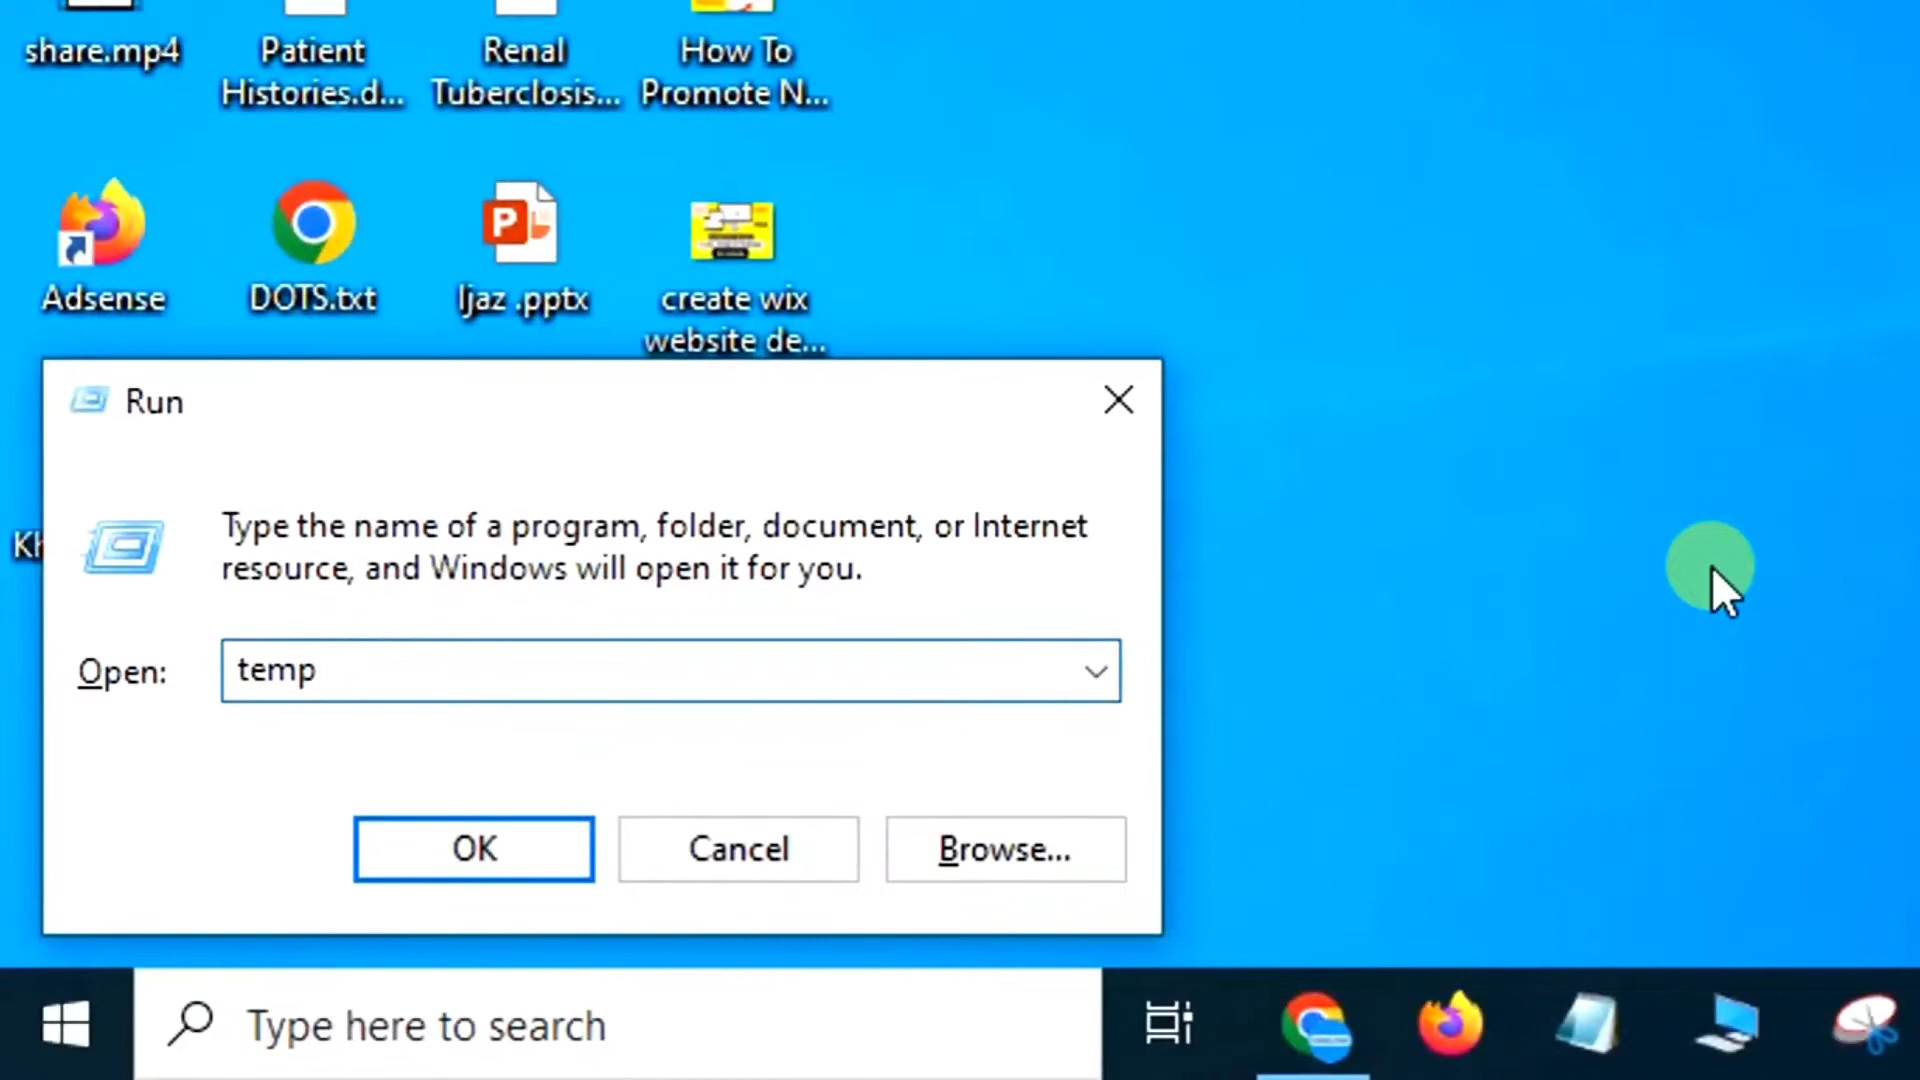 share.mp4
Patient
Histories.d...
Renal
Tuberclosis...
How To
Promote N...
Adsense
DOTS.txt
Ijaz .pptx
create wix
website de...
Run
Kh
Type the name of a program, folder, document, or Internet
resource, and Windows will open it for you.
Open:
temp
OK
Cancel
Browse...
Type here to search